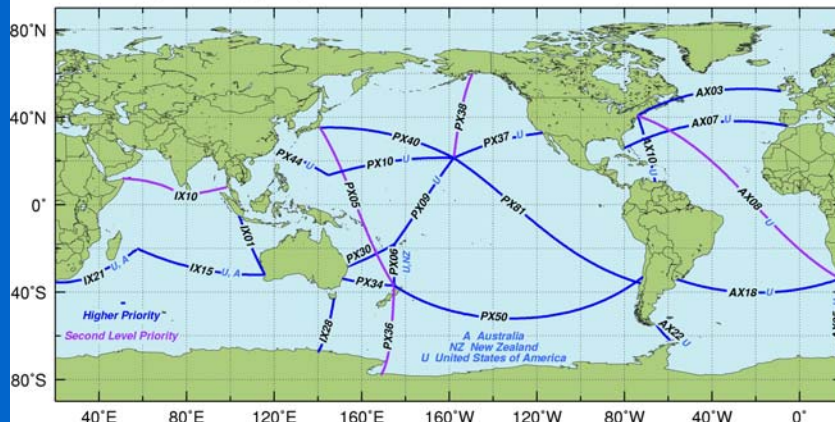 80°N
40°N
0°
40°S
80°S
PX38
AX03
PX40
PX37 U
AX07
AX10 U
PX44 U
PX10 U
IX10
PX05
PX09 U
PX81
AX08 U
IX01
PX30
PX06 U,NZ
IX21 U, A
IX15 U, A
PX34
PX50
AX18 U
IX28
PX36
AX22 U
Higher Priority
Second Level Priority
A Australia
NZ New Zealand
U United States of America
40°E 80°E 120°E 160°E 160°W 120°W 80°W 40°W 0°